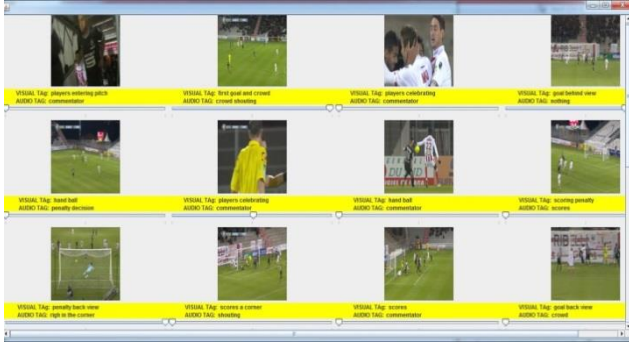 VISUAL TAg: players entering pitch
AUDIO TAG: commentator
VISUAL TAg: first goal and crowd
AUDIO TAG: crowd shouting
VISUAL TAg: players celebrating
AUDIO TAG: commentator
VISUAL TAg: goal behind view
AUDIO TAG: nothing
VISUAL TAg: hand ball
AUDIO TAG: penalty decision
VISUAL TAg: players celebrating
AUDIO TAG: commentator
VISUAL TAg: hand ball
AUDIO TAG: commentator
VISUAL TAg: scoring penalty
AUDIO TAG: scores
VISUAL TAg: penalty back view
AUDIO TAG: righ in the corner
VISUAL TAg: scores a corner
AUDIO TAG: shouting
VISUAL TAg: scores
AUDIO TAG: commentator
VISUAL TAg: goal back view
AUDIO TAG: crowd